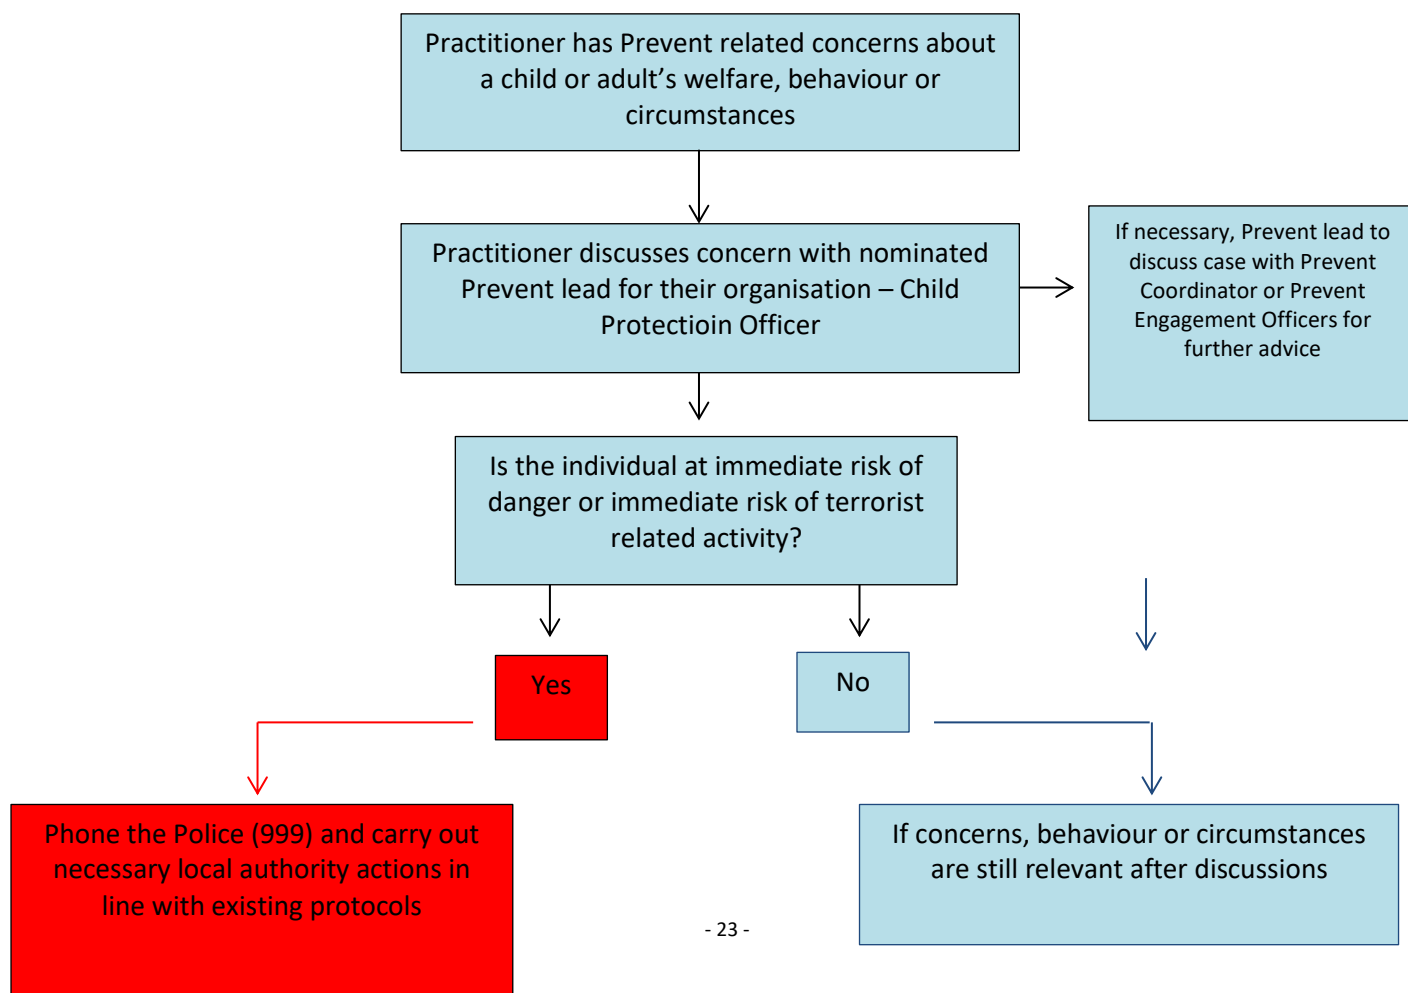 Practitioner has Prevent related concerns about
a child or adult’s welfare, behaviour or
circumstances
Practitioner discusses concern with nominated
Prevent lead for their organisation – Child
Protectioin Officer
If necessary, Prevent lead to
discuss case with Prevent
Coordinator or Prevent
Engagement Officers for
further advice
Is the individual at immediate risk of
danger or immediate risk of terrorist
related activity?
Yes
No
Phone the Police (999) and carry out
necessary local authority actions in
line with existing protocols
If concerns, behaviour or circumstances
are still relevant after discussions
- 23 -